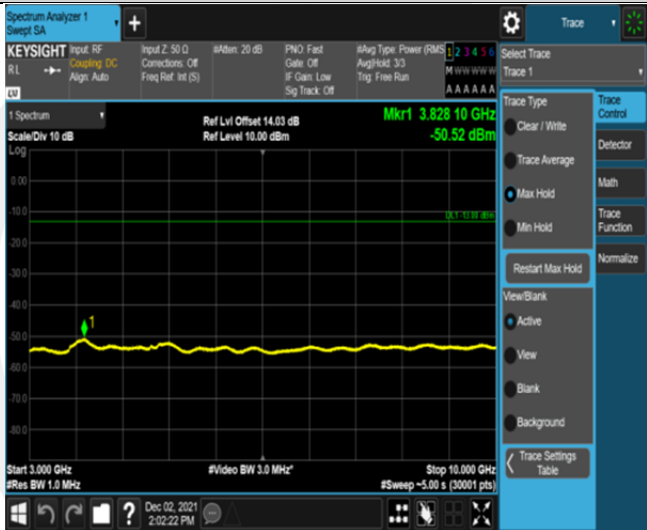 Spectrum Analyzer 1
Swept SA
+
Trace
KEYSIGHT
RL
LV
Input: RF
Coupling: DC
Align: Auto
Input Z: 50 Ω
Corrections: Off
Freq Ref: Int (S)
#Atten: 20 dB
PNO: Fast
Gate: Off
IF Gain: Low
Sig Track: Off
#Avg Type: Power (RMS
Avg|Hold: 3/3
Trig: Free Run
1 2 3 4 5 6
M W W W W W
A A A A A A
1 Spectrum
Scale/Div 10 dB
Log
Ref Lvl Offset 14.03 dB
Ref Level 10.00 dBm
Mkr1 3.828 10 GHz
-50.52 dBm
0.00
-10.0
-20.0
-30.0
-40.0
-50.0
-60.0
-70.0
-80.0
DL1 -13.00 dBm
1
Start 3.000 GHz
#Res BW 1.0 MHz
#Video BW 3.0 MHz*
Stop 10.000 GHz
#Sweep ~5.00 s (30001 pts)
Select Trace
Trace 1
Trace Type
Clear / Write
Trace Average
Max Hold
Min Hold
Restart Max Hold
View/Blank
Active
View
Blank
Background
Trace Settings
Table
Trace
Control
Detector
Math
Trace
Function
Normalize
?
Dec 02, 2021
2:02:22 PM